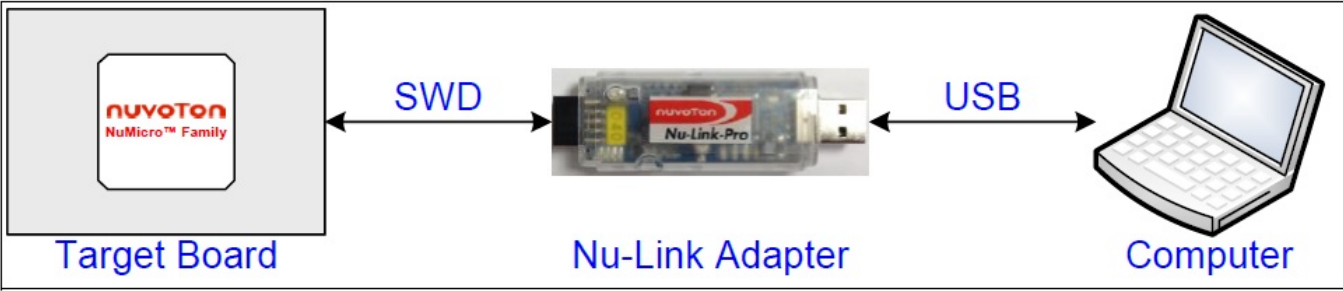 nuvoTon
NuMicro™ Family
SWD
nuvoTon
Nu-Link-Pro
USB
Target Board
Nu-Link Adapter
Computer